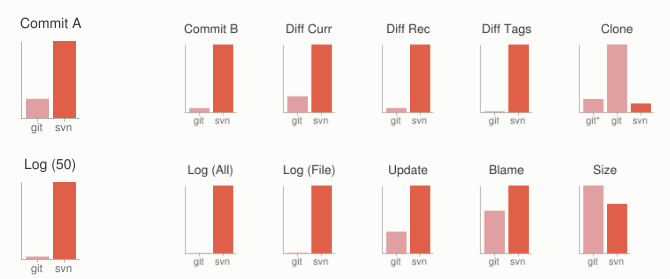 Commit A
git svn
Commit B
git svn
Diff Curr
git svn
Diff Rec
git svn
Diff Tags
git svn
Clone
git* git svn
Log (50)
git svn
Log (All)
git svn
Log (File)
git svn
Update
git svn
Blame
git svn
Size
git svn